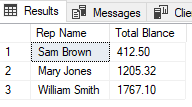 Results Messages Clie
Rep Name Total Blance
1 Sam Brown 412.50
2 Mary Jones 1205.32
3 William Smith 1767.10